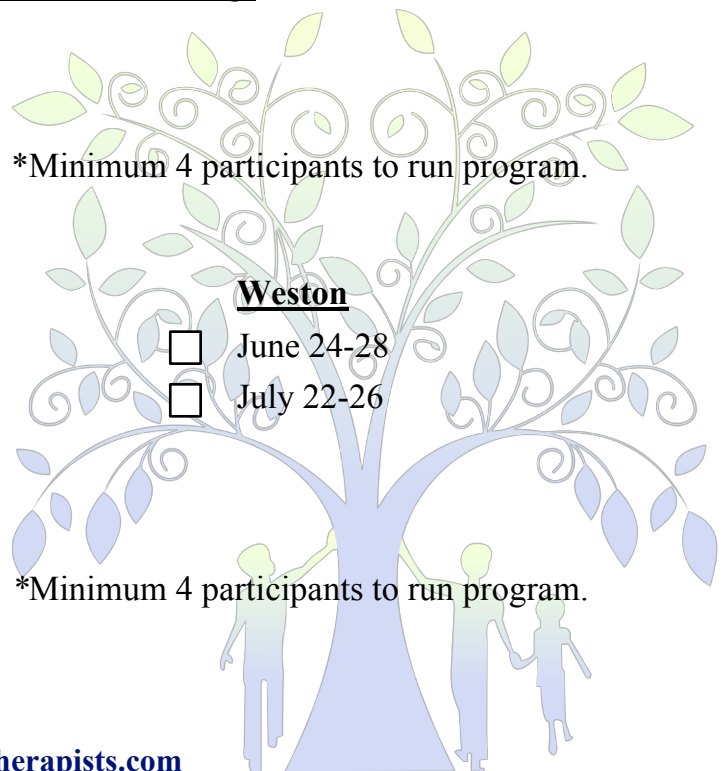 *Minimum 4 participants to run program.
Weston
June 24-28
July 22-26
*Minimum 4 participants to run program.
herapists.com